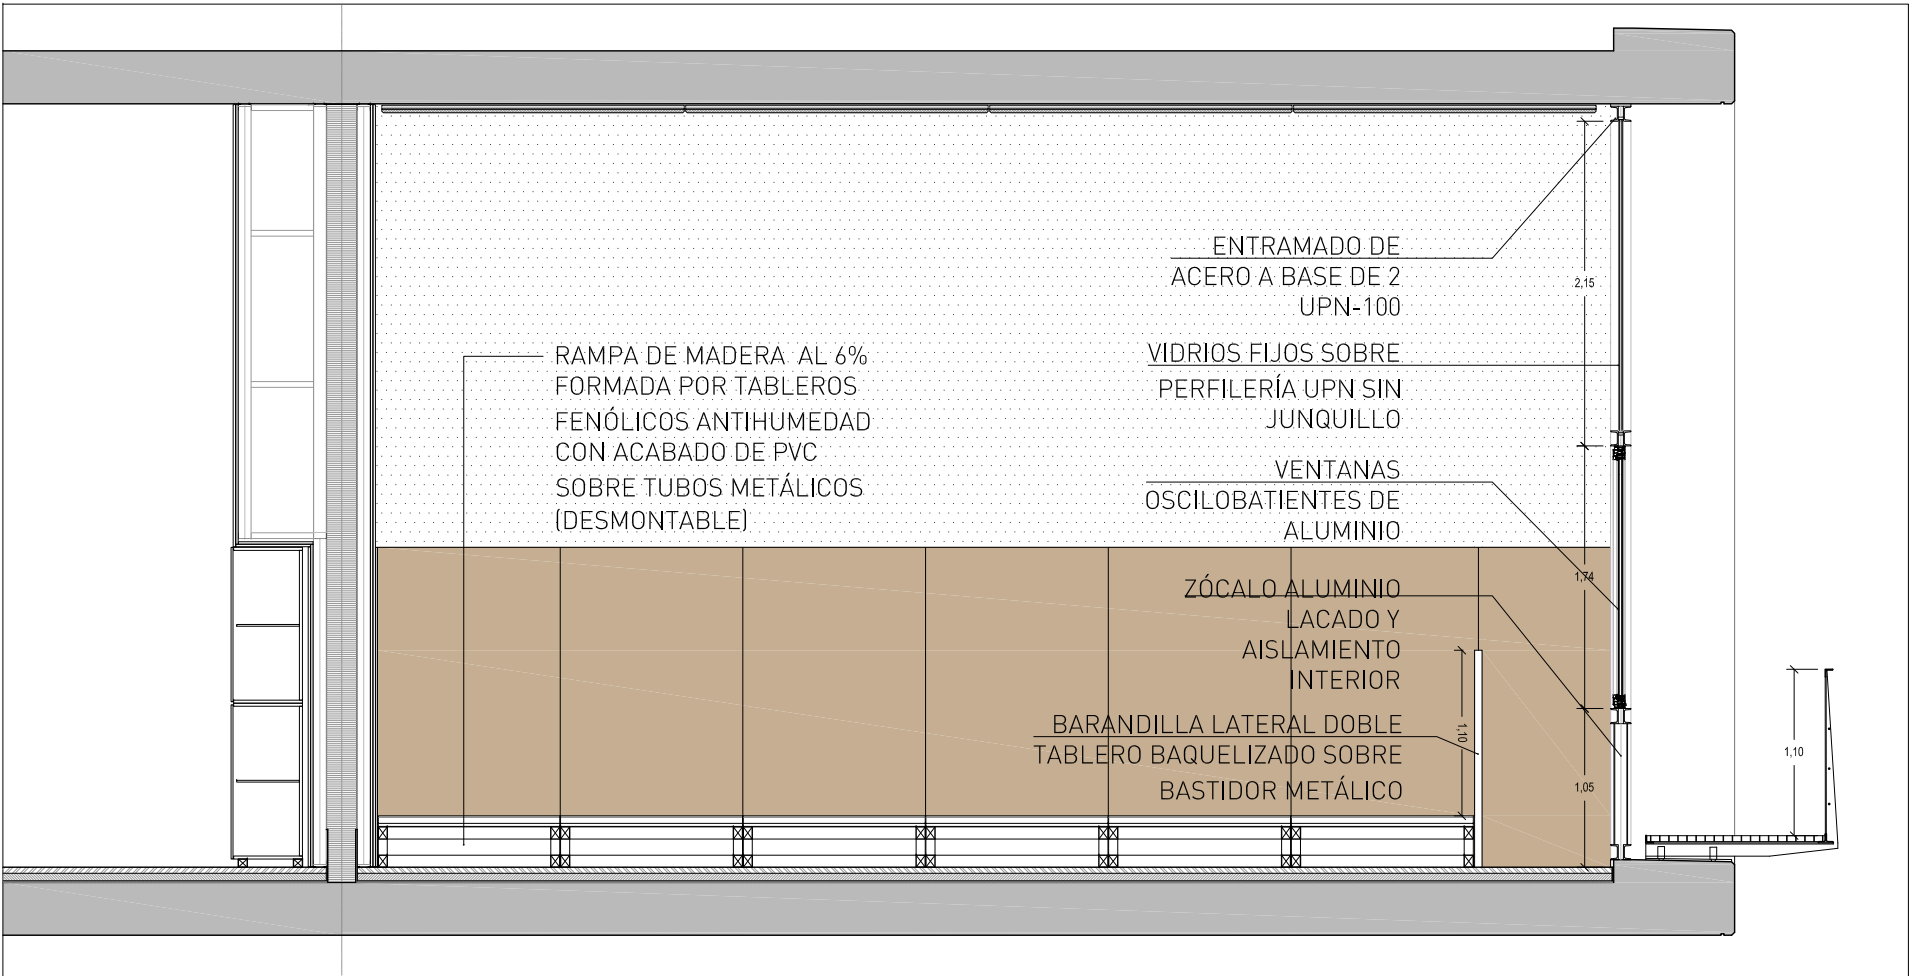 ENTRAMADO DE
ACERO A BASE DE 2
UPN-100
2,15
RAMPA DE MADERA AL 6%
FORMADA POR TABLEROS
FENÓLICOS ANTIHUMEDAD
CON ACABADO DE PVC
SOBRE TUBOS METÁLICOS
(DESMONTABLE)
VIDRIOS FIJOS SOBRE
PERFILERÍA UPN SIN
JUNQUILLO
VENTANAS
OSCILOBATIENTES DE
ALUMINIO
1,74
ZÓCALO ALUMINIO
LACADO Y
AISLAMIENTO
INTERIOR
BARANDILLA LATERAL DOBLE
TABLERO BAQUELIZADO SOBRE
BASTIDOR METÁLICO
1,10
1,05
1,10